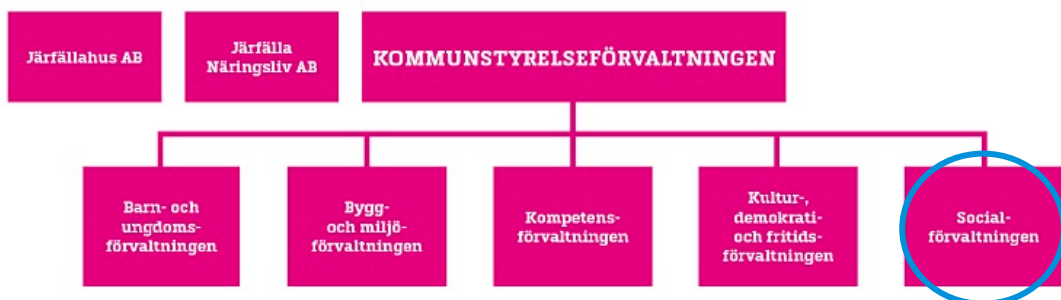 Järfällahus AB
Järfälla
Näringsliv AB
KOMMUNSTYRELSEFÖRVALTNINGEN
Barn- och
ungdoms-
förvaltningen
Bygg-
och miljö-
förvaltningen
Kompetens-
förvaltningen
Kultur-,
demokrati-
och fritids-
förvaltningen
Social-
förvaltningen